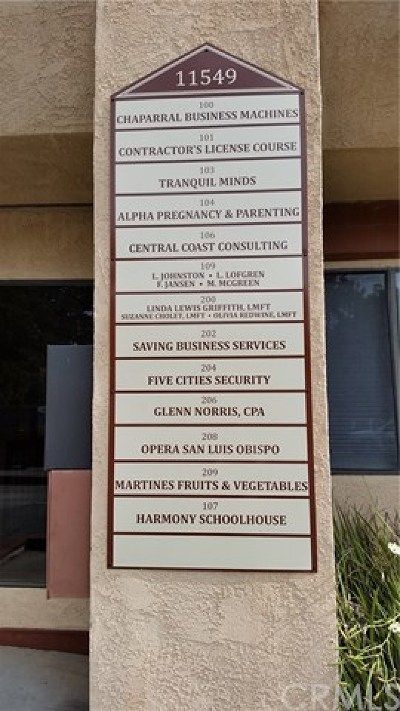 11549
100
CHAPARRAL BUSINESS MACHINES
101
CONTRACTOR'S LICENSE COURSE
103
TRANQUIL MINDS
104
ALPHA PREGNANCY & PARENTING
106
CENTRAL COAST CONSULTING
109
L. JOHNSTON • L. LOFGREN
F. JANSEN • M. MCGREEN
200
LINDA LEWIS GRIFFITH, LMFT
SUZANNE CHOLET, LMFT • OLIVIA REDWINE, LMFT
202
SAVING BUSINESS SERVICES
204
FIVE CITIES SECURITY
206
GLENN NORRIS, CPA
208
OPERA SAN LUIS OBISPO
209
MARTINES FRUITS & VEGETABLES
107
HARMONY SCHOOLHOUSE
CRMLS